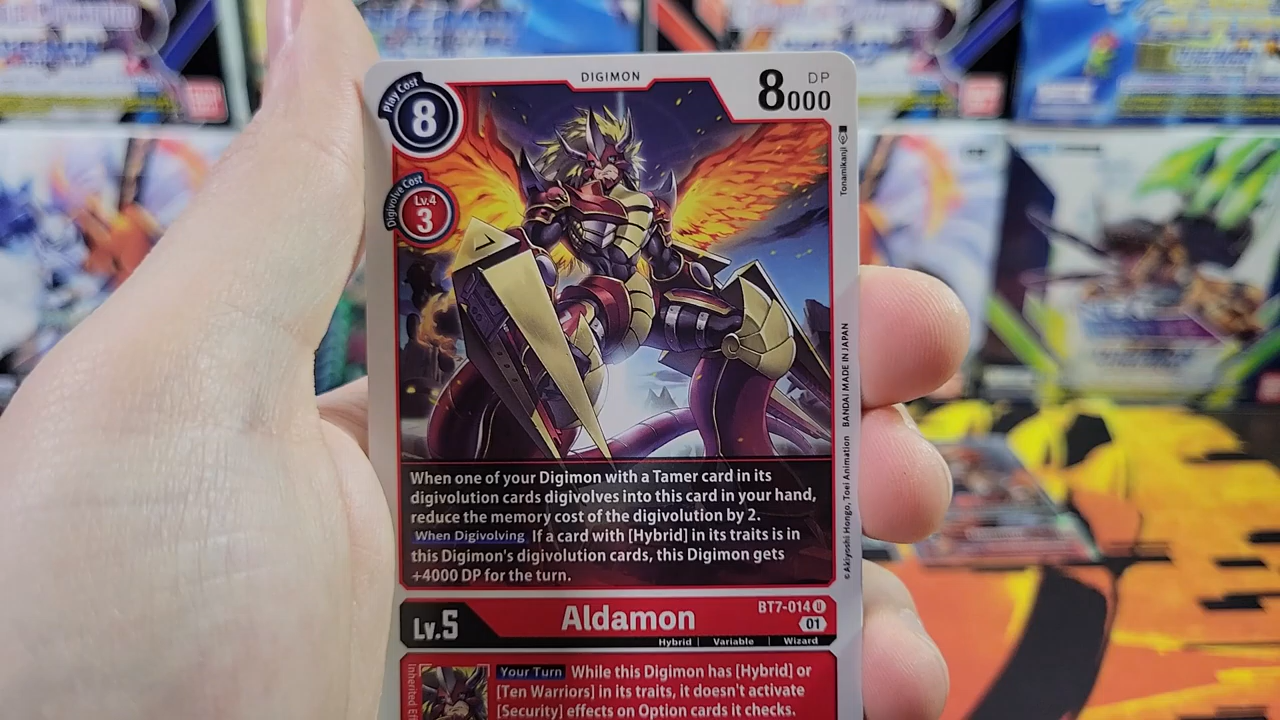 DIGIMON
Play Cost
8
8000
DP
Digivolve Cost
Lv.4
3
Tonamikanji
BANDAI MADE IN JAPAN
©Akiyoshi Hongo, Toei Animation
When one of your Digimon with a Tamer card in its
digivolution cards digivolves into this card in your hand,
reduce the memory cost of the digivolution by 2.
When Digivolving If a card with [Hybrid] in its traits is in
this Digimon's digivolution cards, this Digimon gets
+4000 DP for the turn.
Lv.5
Aldamon
BT7-014 U
01
Hybrid | Variable | Wizard
Your Turn While this Digimon has [Hybrid] or
[Ten Warriors] in its traits, it doesn't activate
[Security] effects on Option cards it checks.
Inherited